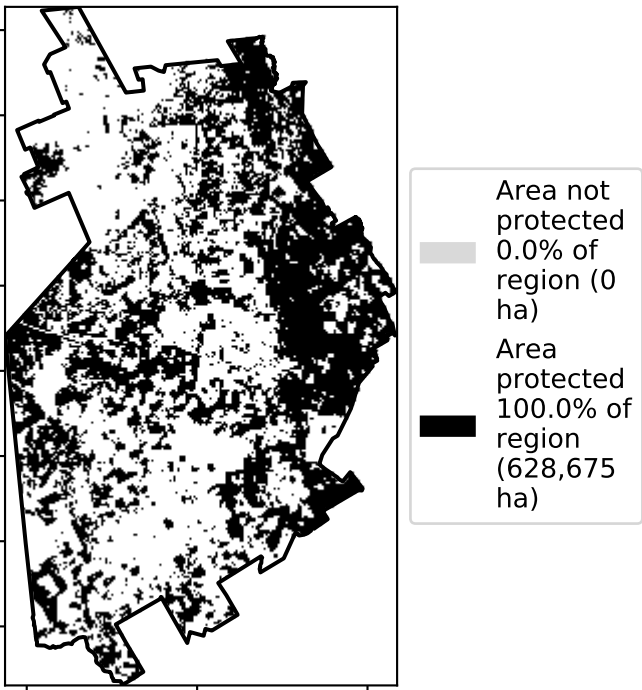 Area not
protected
0.0% of
region (0
ha)
Area
protected
100.0% of
region
(628,675
ha)